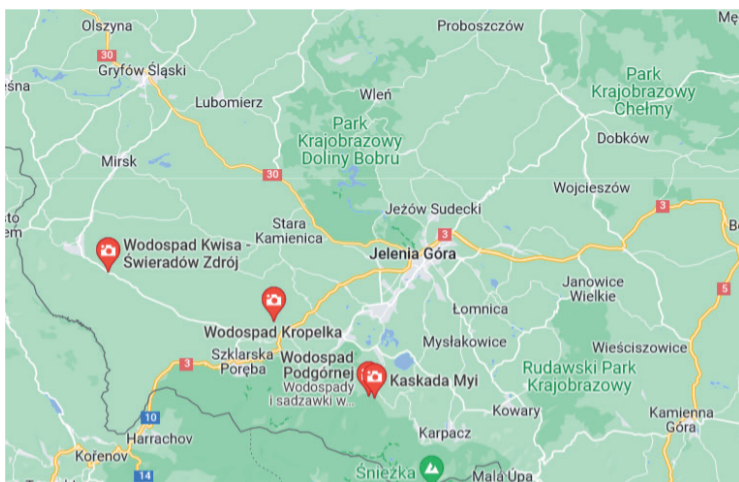 Olszyna
Proboszczów
30
Gryfów Śląski
Lubomierz
Wleń
Park
Krajobrazowy
Chełmy
Park
Krajobrazowy
Doliny Bobru
Dobków
Mirsk
30
Wojcieszów
3
Jeżów Sudecki
3
Stara
Kamienica
Wodospad Kwisa -
Świeradów Zdrój
Jelenia Góra
Janowice
Wielkie
5
Łomnica
Wodospad Kropelka
Mysłakowice
Wieściszowice
Szklarska
Poręba
3
Wodospad
Podgórnej
Wodospady
i sadzawki w...
Kaskada Myi
Rudawski Park
Krajobrazowy
10
Kowary
Kamienna
Góra
Harrachov
Karpacz
Kořenov
14
Śnieżka
Malá Úpa